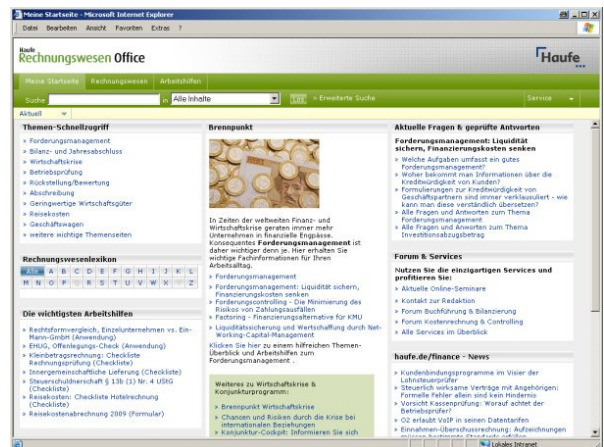 Meine Startseite - Microsoft Internet Explorer
Datei Bearbeiten Ansicht Favoriten Extras ?
Haufe
Rechnungswesen Office
Haufe
Meine Startseite Rechnungswesen Arbeitshilfen
Suche in Alle Inhalte » Erweiterte Suche Service
Aktuell
Themen-Schnellzugriff
» Forderungsmanagement
» Bilanz- und Jahresabschluss
» Wirtschaftskrise
» Betriebsprüfung
» Rückstellung/Bewertung
» Abschreibung
» Geringwertige Wirtschaftsgüter
» Reisekosten
» Geschäftswagen
» weitere wichtige Themenseiten
Rechnungswesenlexikon
A B C D E F G H I J K L
M N O P Q R S T U V W X Y Z
Die wichtigsten Arbeitshilfen
» Rechtsformvergleich, Einzelunternehmen vs. Ein-
Mann-GmbH (Anwendung)
» EHUG, Offenlegungs-Check (Anwendung)
» Kleinbetragsrechnung: Checkliste
Rechnungsprüfung (Checkliste)
» Innergemeinschaftliche Lieferung (Checkliste)
» Steuerschuldnerschaft § 13b (1) Nr. 4 UStG
(Checkliste)
» Reisekosten: Checkliste Hotelrechnung
(Checkliste)
» Reisekostenabrechnung 2009 (Formular)
Brennpunkt
In Zeiten der weltweiten Finanz- und
Wirtschaftskrise geraten immer mehr
Unternehmen in finanzielle Engpässe.
Konsequentes Forderungsmanagement ist
daher wichtiger denn je. Hier erhalten Sie
wichtige Fachinformationen für Ihren
Arbeitsalltag.
» Forderungsmanagement
» Forderungsmanagement: Liquidität sichern,
Finanzierungskosten senken
» Forderungscontrolling - Die Minimierung des
Risikos von Zahlungsausfällen
» Factoring - Finanzierungsalternative für KMU
» Liquiditätssicherung und Wertschaffung durch Net-
Working-Capital-Management
Klicken Sie hier zu einem hilfreichen Themen-
Überblick und Arbeitshilfen zum
Forderungsmanagement .
Weiteres zu Wirtschaftskrise &
Konjunkturprogramm:
» Brennpunkt Wirtschaftskrise
» Chancen und Risiken durch die Krise bei
internationalen Beziehungen
» Konjunktur-Cockpit: Informieren Sie sich
Aktuelle Fragen & geprüfte Antworten
Forderungsmanagement: Liquidität
sichern, Finanzierungskosten senken
» Welche Aufgaben umfasst ein gutes
Forderungsmanagement?
» Woher bekommt man Informationen über die
Kreditwürdigkeit von Kunden?
» Formulierungen zur Kreditwürdigkeit von
Geschäftspartnern sind immer verklausuliert - wie
kann man diese verständlich übersetzen?
» Alle Fragen und Antworten zum Thema
Forderungsmanagement
» Alle Fragen und Anworten zum Thema
Investitionsabzugbetrag
Forum & Services
Nutzen Sie die einzigartigen Services und
profitieren Sie:
» Aktuelle Online-Seminare
» Kontakt zur Redaktion
» Forum Buchführung & Bilanzierung
» Forum Kostenrechnung & Controlling
» Alle Services im Überblick
haufe.de/finance - News
» Kundenbindungsprogramme im Visier der
Lohnsteuerprüfer
» Steuerlich wirksame Verträge mit Angehörigen:
Formelle Fehler allein sind kein Hindernis
» Vorsicht Kassenprüfung: Worauf achtet der
Betriebsprüfer?
» O2 erlaubt VoIP in seinen Datentarifen
» Einnahmen-Überschussrechnung: Aufzeichnungen
Lokales Intranet